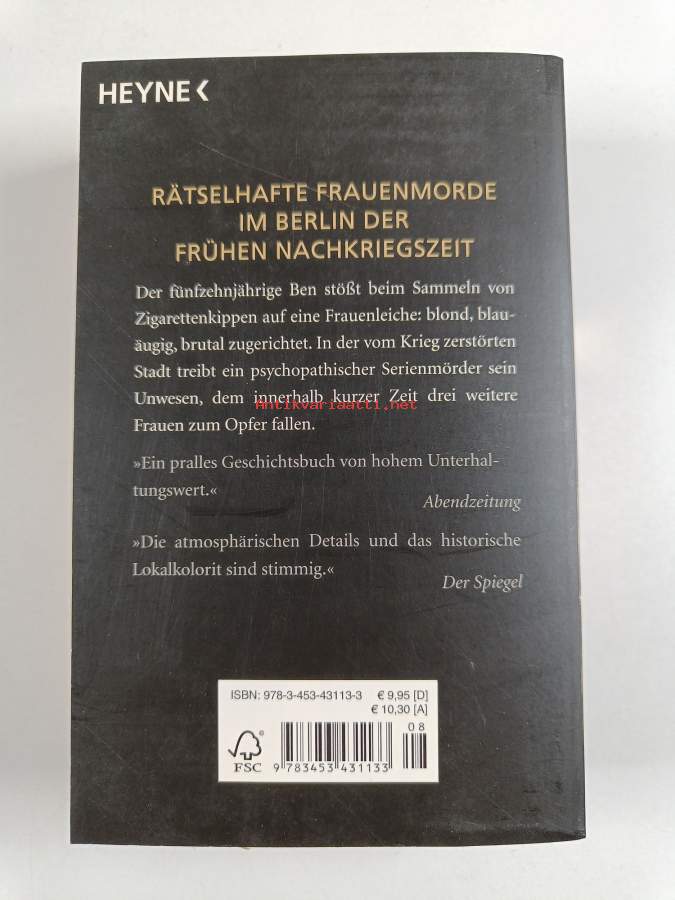 HEYNE
RÄTSELHAFTE FRAUENMORDE
IM BERLIN DER
FRÜHEN NACHKRIEGSZEIT
Der fünfzehnjährige Ben stößt beim Sammeln von
Zigarettenkippen auf eine Frauenleiche: blond, blau-
äugig, brutal zugerichtet. In der vom Krieg zerstörten
Stadt treibt ein psychopathischer Serienmörder sein
Unwesen, dem innerhalb kurzer Zeit drei weitere
Antikvariaatti.net
Frauen zum Opfer fallen.
»Ein pralles Geschichtsbuch von hohem Unterhal-
tungswert.«
Abendzeitung
»Die atmosphärischen Details und das historische
Lokalkolorit sind stimmig.«
Der Spiegel
ISBN: 978-3-453-43113-3 € 9,95 [D]
€ 10,30 [A]
08
FSC
9 783453 431133